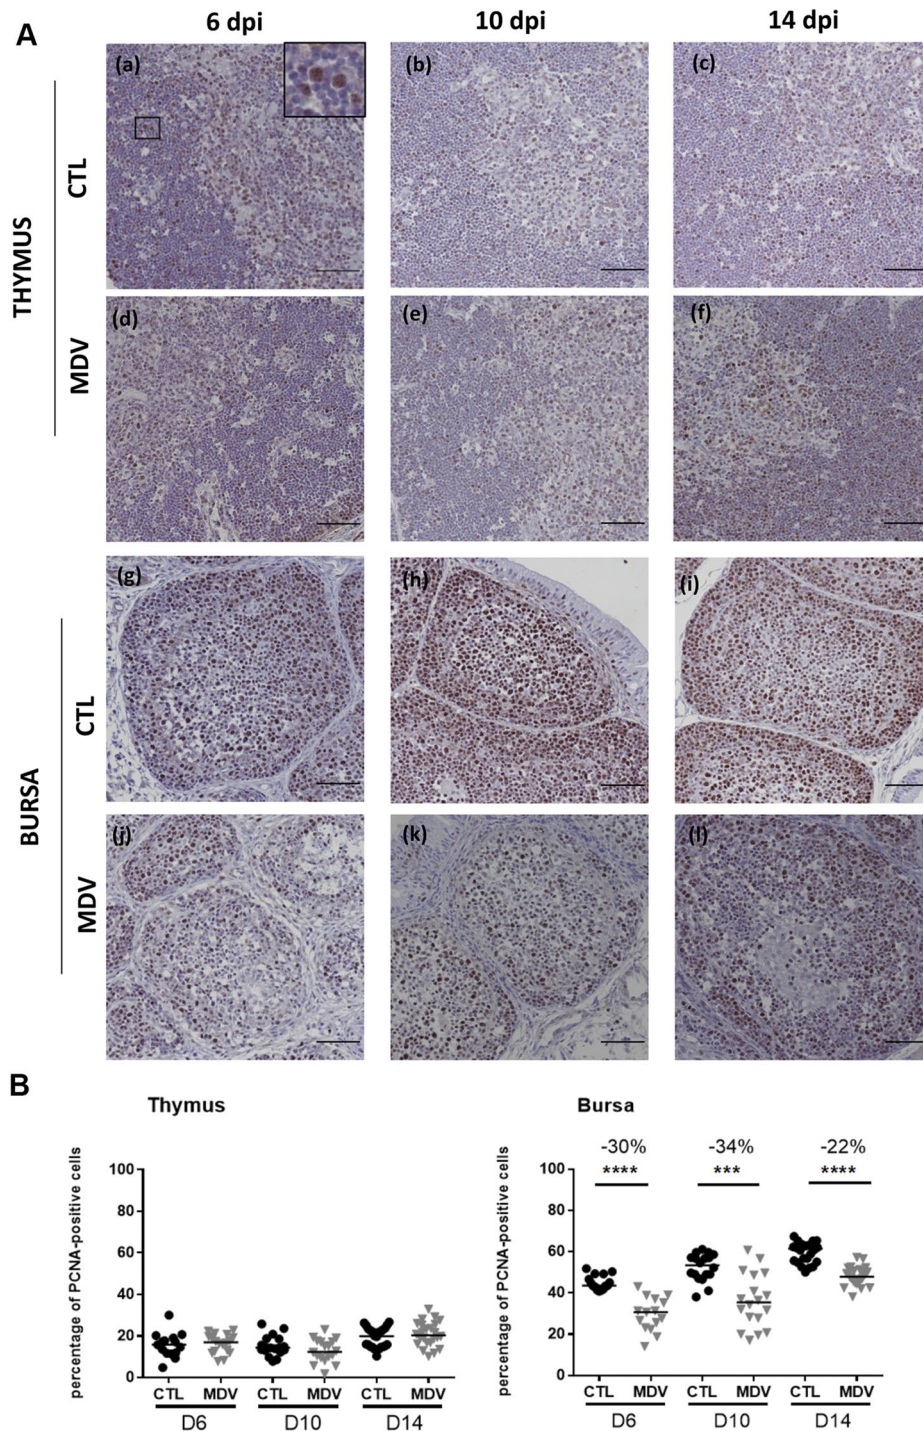 A
6 dpi 10 dpi 14 dpi
THYMUS
CTL
(a) (b) (c)
MDV
(d) (e) (f)
BURSA
CTL
(g) (h) (i)
MDV
(j) (k) (l)
B
Thymus
percentage of PCNA-positive cells
100
80
60
40
20
0
CTL MDV CTL MDV CTL MDV
D6 D10 D14
Bursa
-30% -34% -22%
**** *** ****
percentage of PCNA-positive cells
100
80
60
40
20
0
CTL MDV CTL MDV CTL MDV
D6 D10 D14